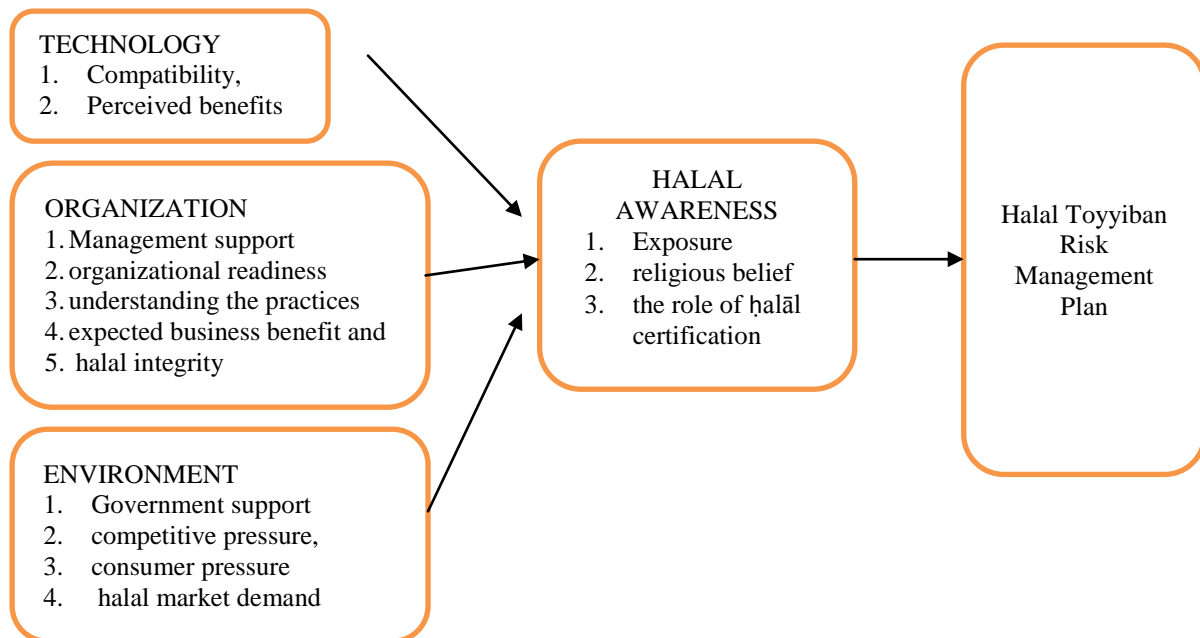 TECHNOLOGY
1. Compatibility,
2. Perceived benefits
ORGANIZATION
1. Management support
2. organizational readiness
3. understanding the practices
4. expected business benefit and
5. halal integrity
ENVIRONMENT
1. Government support
2. competitive pressure,
3. consumer pressure
4. halal market demand
HALAL
AWARENESS
1. Exposure
2. religious belief
3. the role of ḥalāl
certification
Halal Toyyiban
Risk
Management
Plan